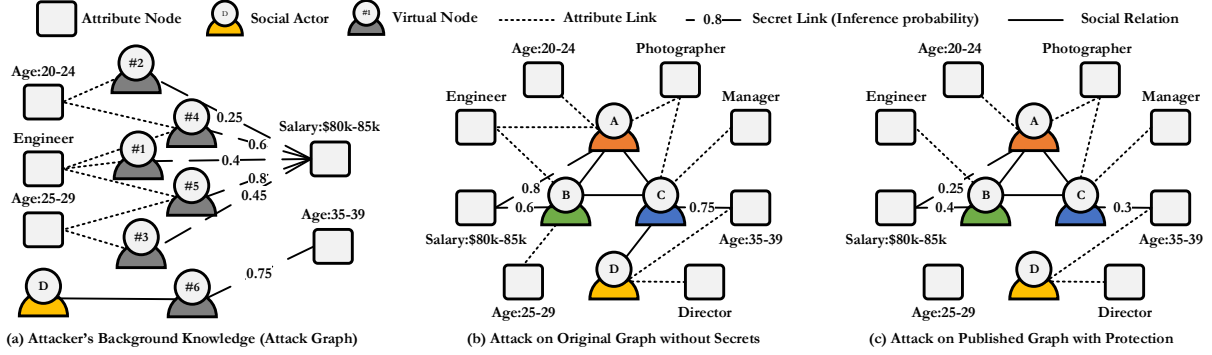 D
#1
Attribute Node
Social Actor
Virtual Node
Attribute Link
0.8
Secret Link (Inference probability)
Social Relation
Age:20-24
#2
#4
0.25
Engineer
#1
0.6
0.4
Salary:$80k-85k
0.8
#5
0.45
Age:25-29
#3
Age:35-39
D
#6
0.75
(a) Attacker's Background Knowledge (Attack Graph)
Age:20-24
Photographer
Engineer
Manager
A
0.8
B
C
0.6
0.75
Salary:$80k-85k
Age:35-39
D
Age:25-29
Director
(b) Attack on Original Graph without Secrets
Age:20-24
Photographer
Engineer
Manager
A
0.25
B
C
0.4
0.3
Salary:$80k-85k
Age:35-39
D
Age:25-29
Director
(c) Attack on Published Graph with Protection